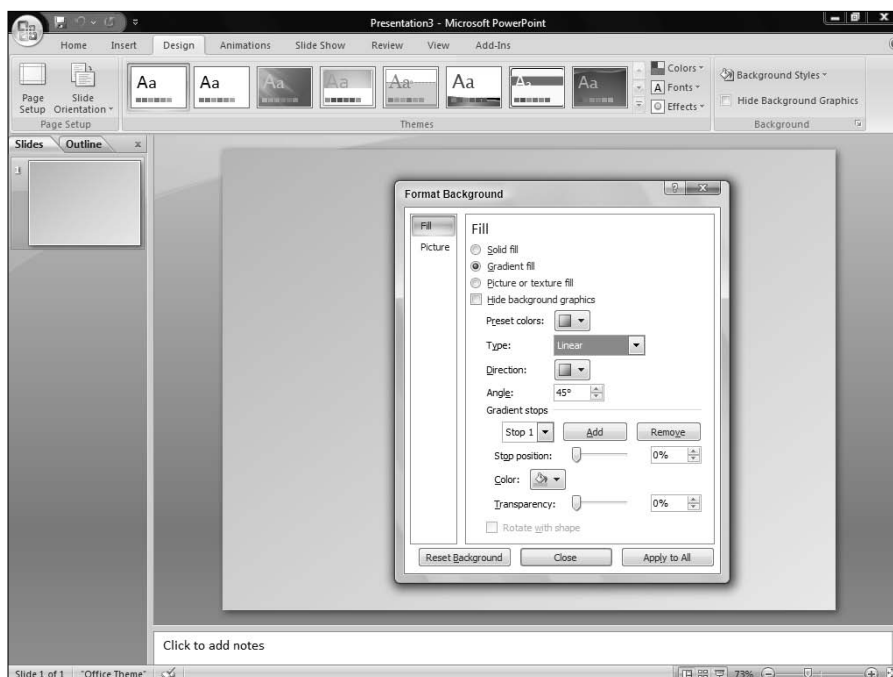 Presentation3 - Microsoft PowerPoint
Home Insert Design Animations Slide Show Review View Add-Ins
Page Setup
Slide Orientation
Aa Aa Aa Aa Aa Aa Aa Aa
Colors
Fonts
Effects
Background Styles
Hide Background Graphics
Page Setup Themes Background
Slides Outline x
1
Format Background
Fill
Picture
Fill
Solid fill
Gradient fill
Picture or texture fill
Hide background graphics
Preset colors:
Type: Linear
Direction:
Angle: 45°
Gradient stops
Stop 1 Add Remove
Stop position: 0%
Color:
Transparency: 0%
Rotate with shape
Reset Background Close Apply to All
Click to add notes
Slide 1 of 1 "Office Theme" 73%